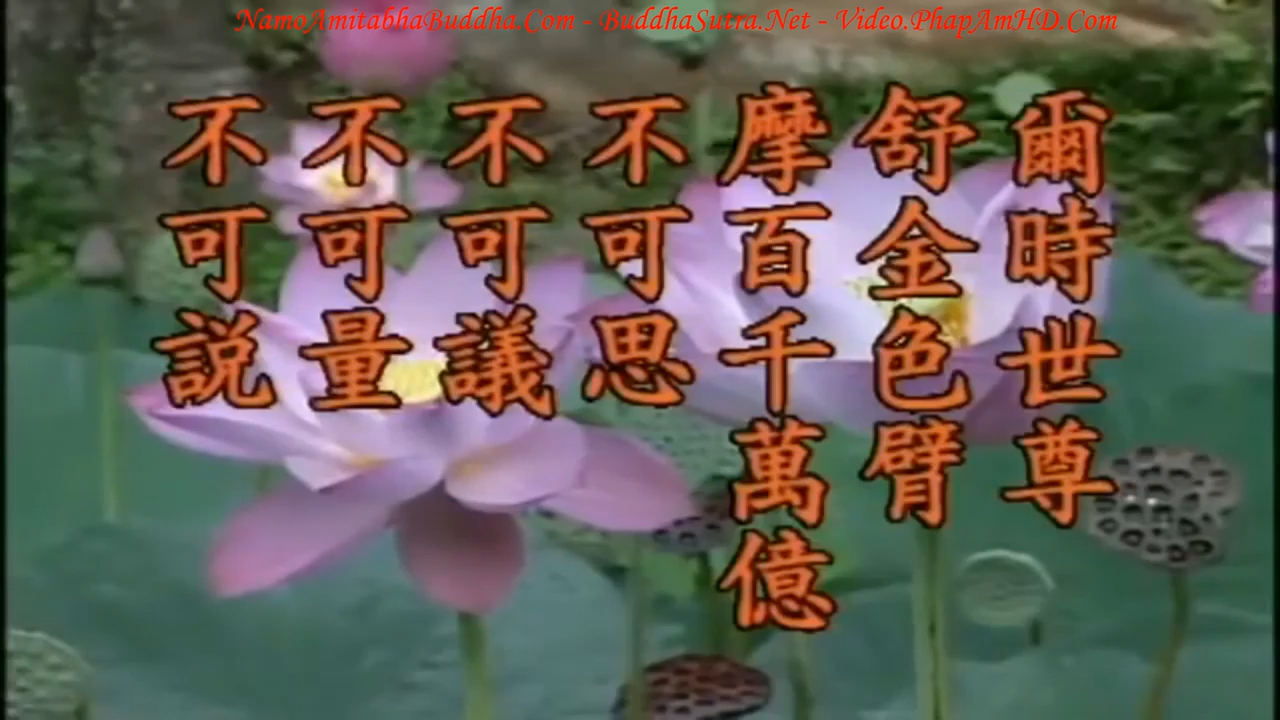 NamoAmitabhaBuddha.Com - BuddhaSutra.Net - Video.PhapAmHD.Com
爾時世尊
舒金色臂
摩百千萬億
不可思
不可議
不可量
不可說